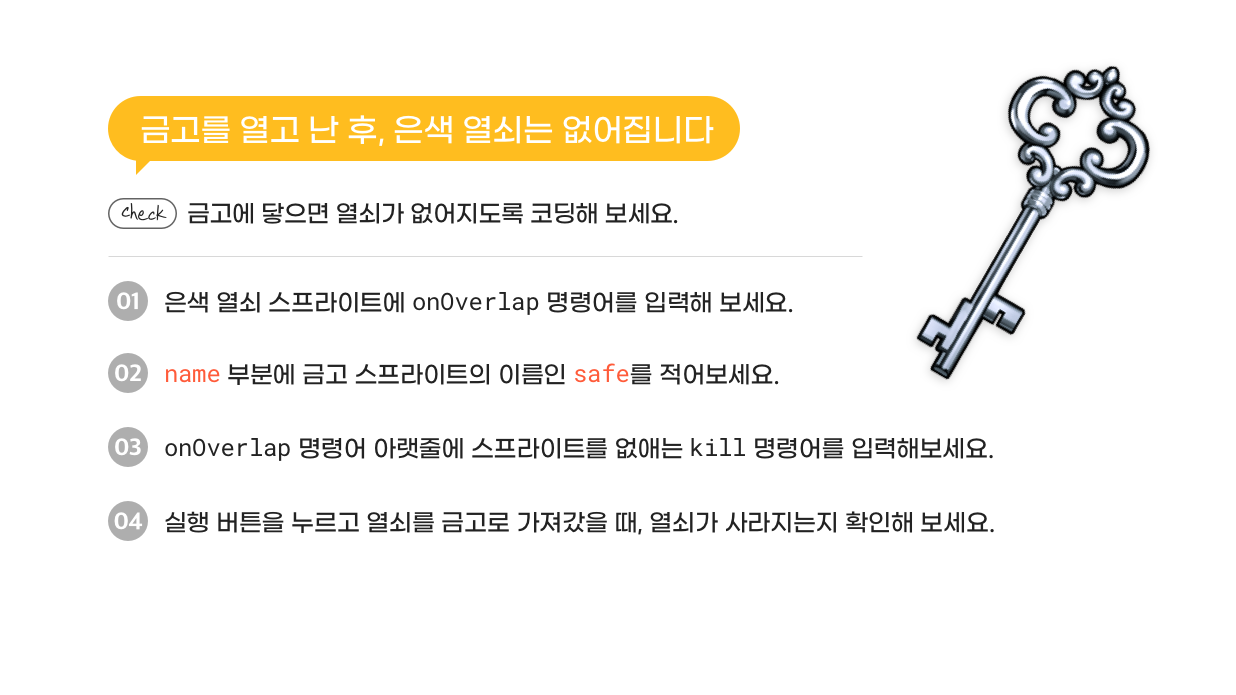 금고를 열고 난 후, 은색 열쇠는 없어집니다
Check 금고에 닿으면 열쇠가 없어지도록 코딩해 보세요.
01 은색 열쇠 스프라이트에 onOverlap 명령어를 입력해 보세요.
02 name 부분에 금고 스프라이트의 이름인 safe를 적어보세요.
03 onOverlap 명령어 아랫줄에 스프라이트를 없애는 kill 명령어를 입력해보세요.
04 실행 버튼을 누르고 열쇠를 금고로 가져갔을 때, 열쇠가 사라지는지 확인해 보세요.